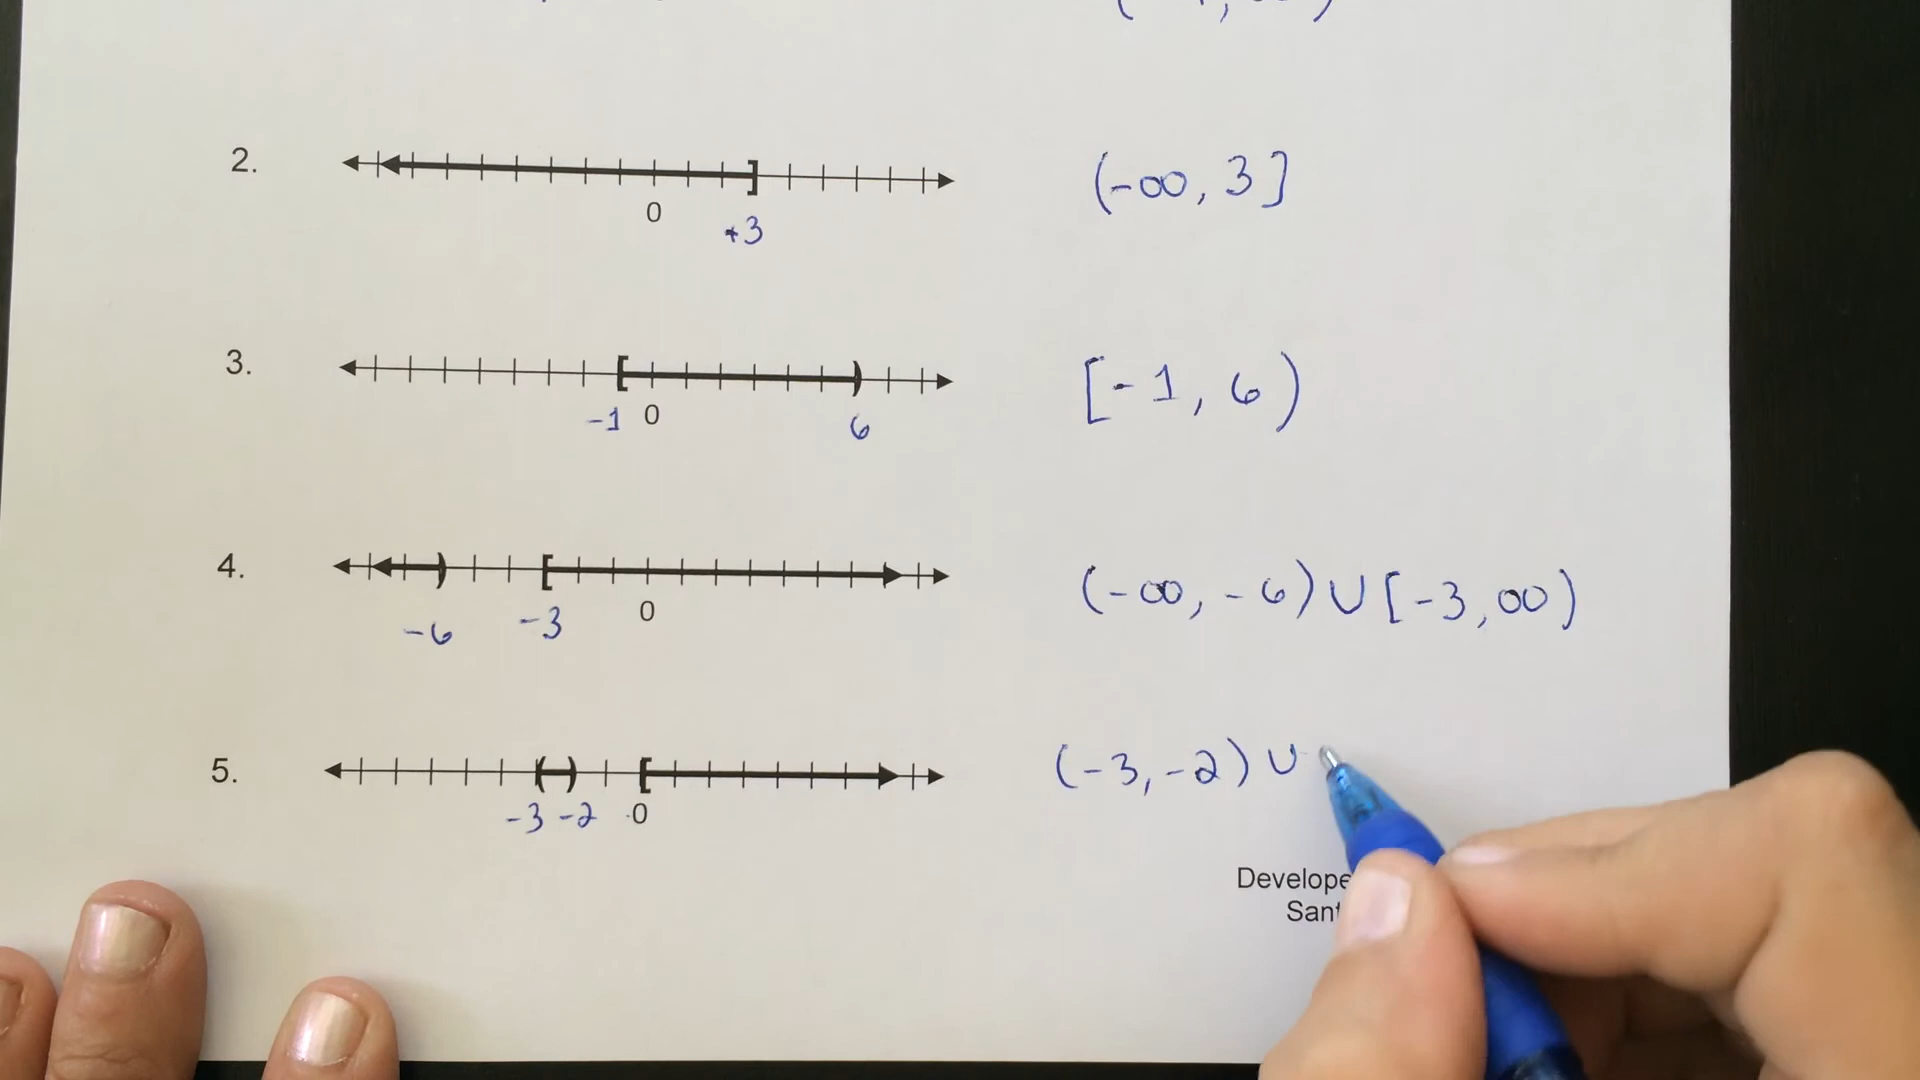 2.
(-∞, 3]
0
+3
3.
[-1, 6)
-1 0 6
4.
(-∞, -6) ∪ [-3, ∞)
-6 -3 0
5.
(-3, -2) ∪
-3 -2 0
Develope
Sant